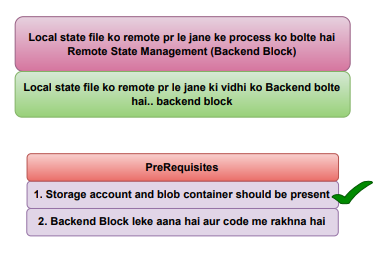 Local state file ko remote pr le jane ke process ko bolte hai
Remote State Management (Backend Block)
Local state file ko remote pr le jane ki vidhi ko Backend bolte
hai.. backend block
PreRequisites
1. Storage account and blob container should be present
2. Backend Block leke aana hai aur code me rakhna hai